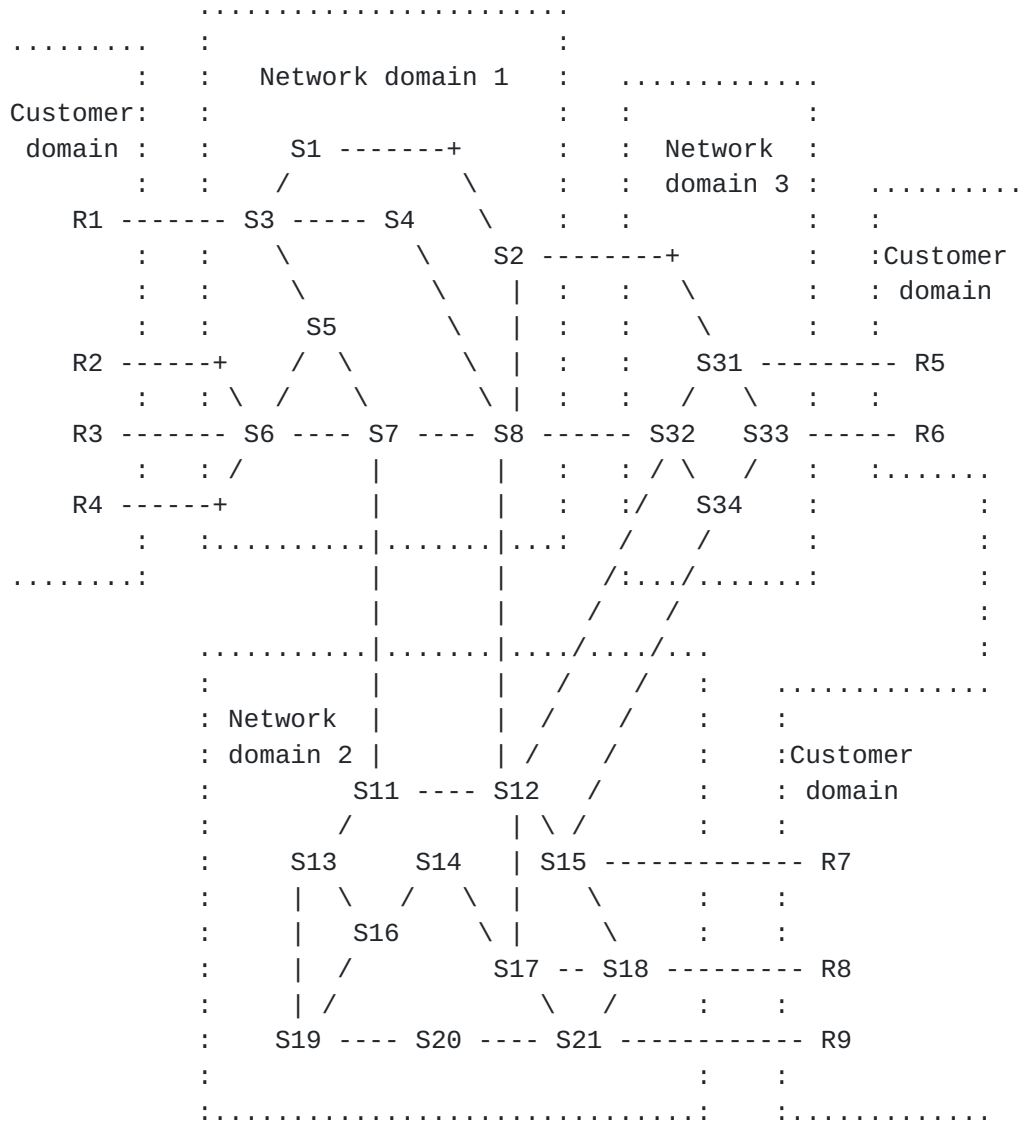 Network domain 1
Customer
domain
S1
Network
domain 3
R1 S3 S4
S2
Customer
domain
S5
R2 S31 R5
R3 S6 S7 S8 S32 S33 R6
R4 S34
Network
domain 2
Customer
domain
S11 S12
S13 S14 S15 R7
S16
S17 S18 R8
S19 S20 S21 R9